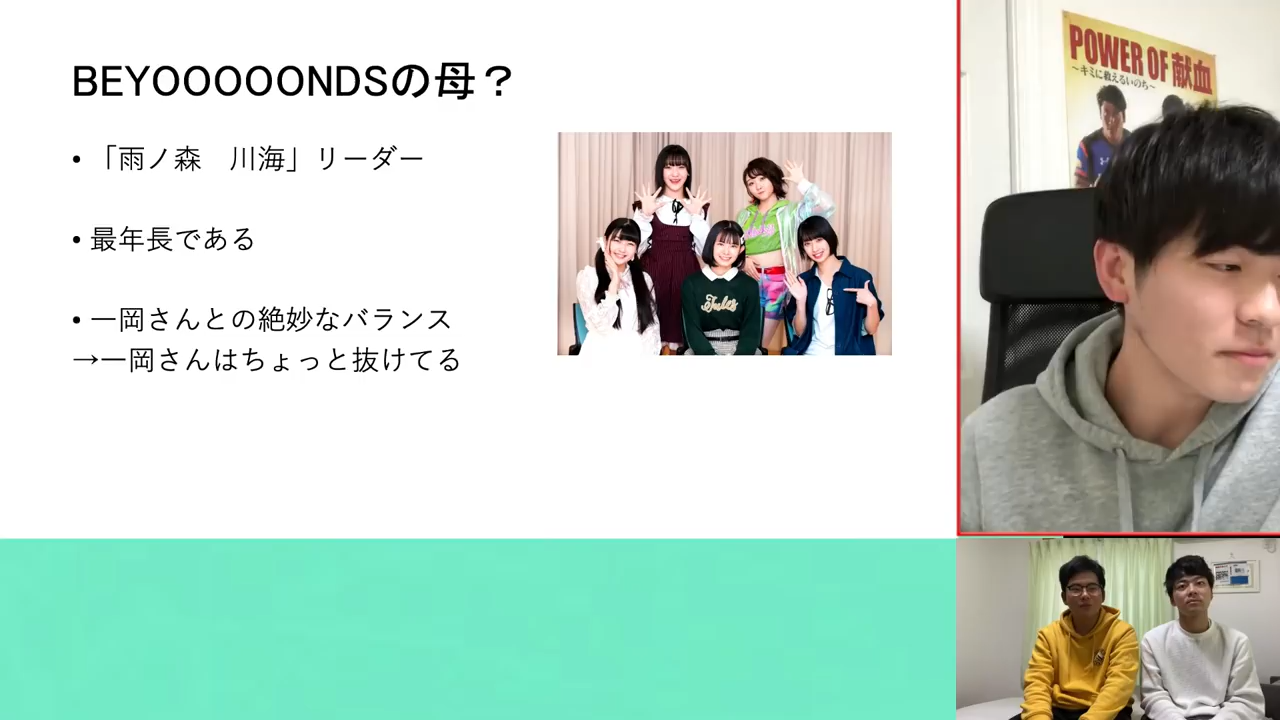 BEYOOOOONDSの母？
•「雨ノ森　川海」リーダー
• 最年長である
• 一岡さんとの絶妙なバランス
→一岡さんはちょっと抜けてる
Jules
POWER OF 献血
～キミに救えるいのち～